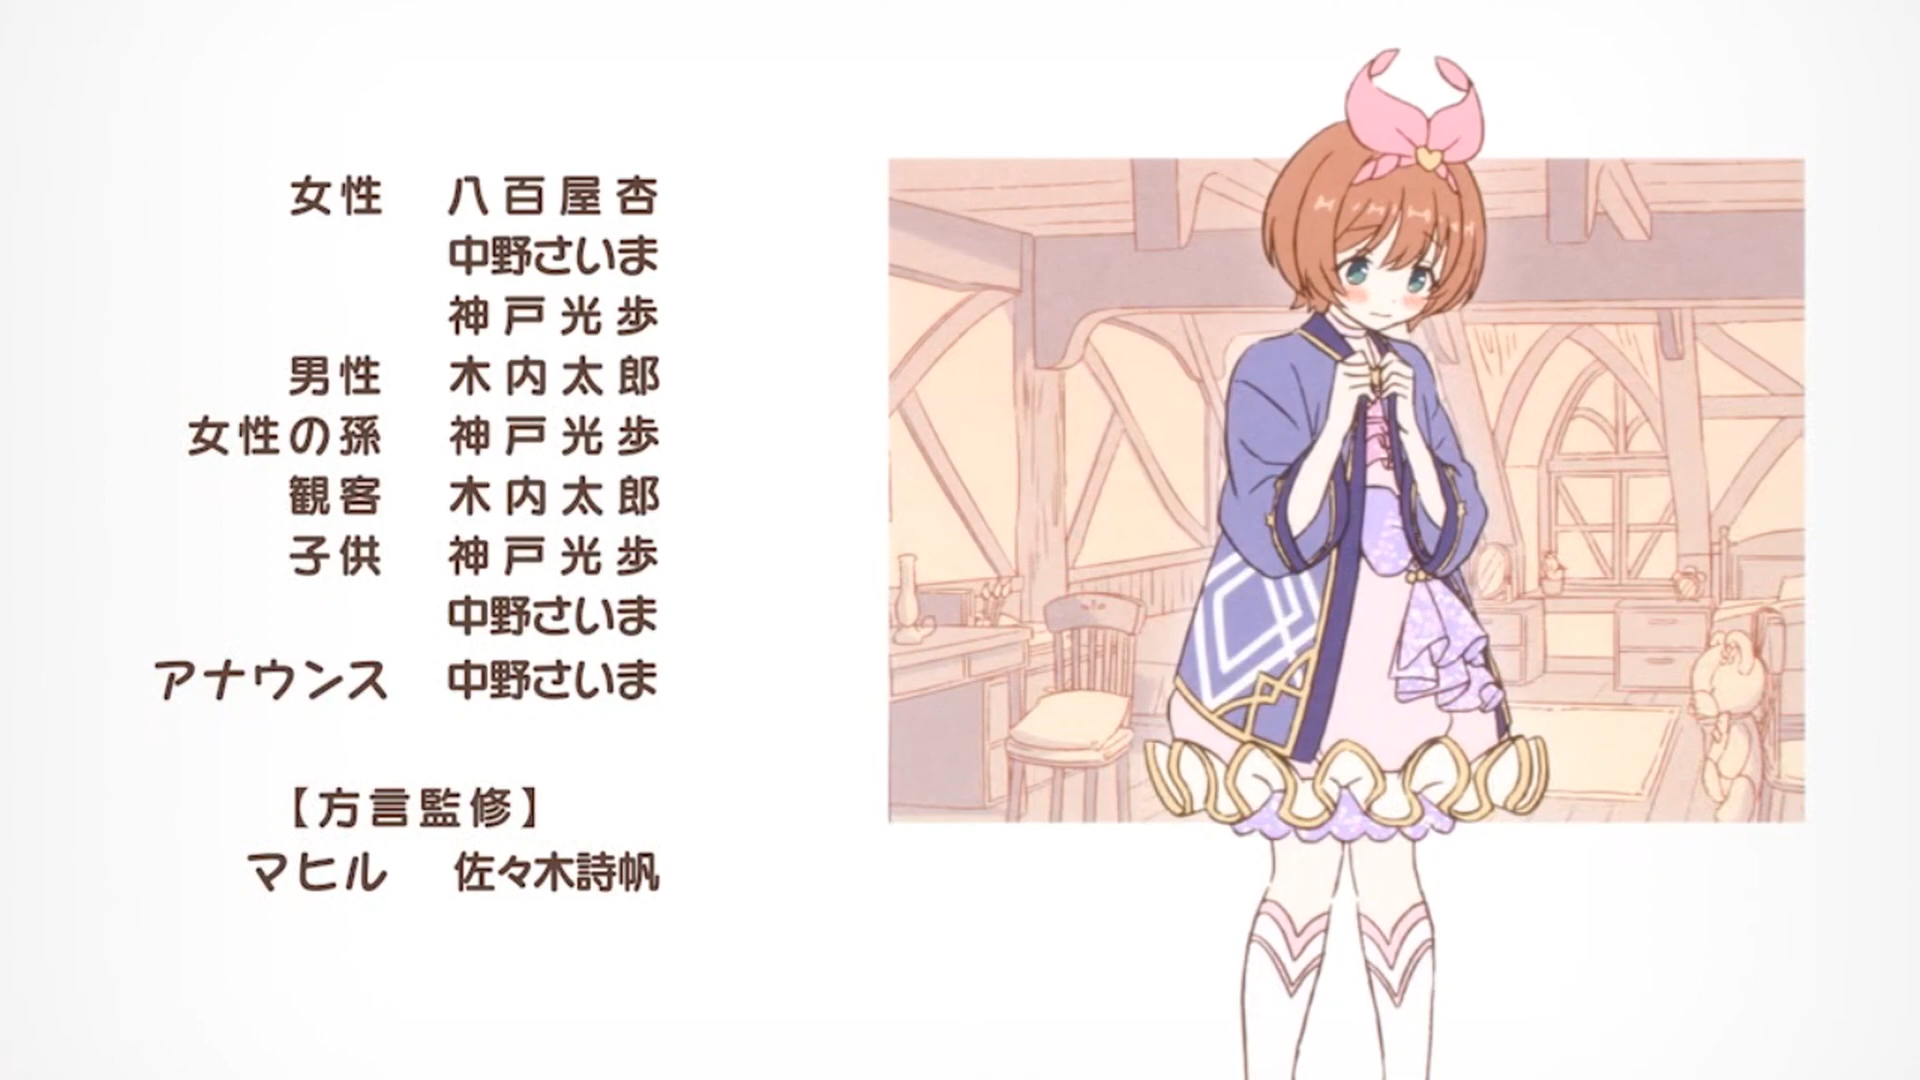 女性 八百屋杏
中野さいま
神戸光歩
男性 木内太郎
女性の孫 神戸光歩
観客 木内太郎
子供 神戸光歩
中野さいま
アナウンス 中野さいま
【方言監修】
マヒル 佐々木詩帆